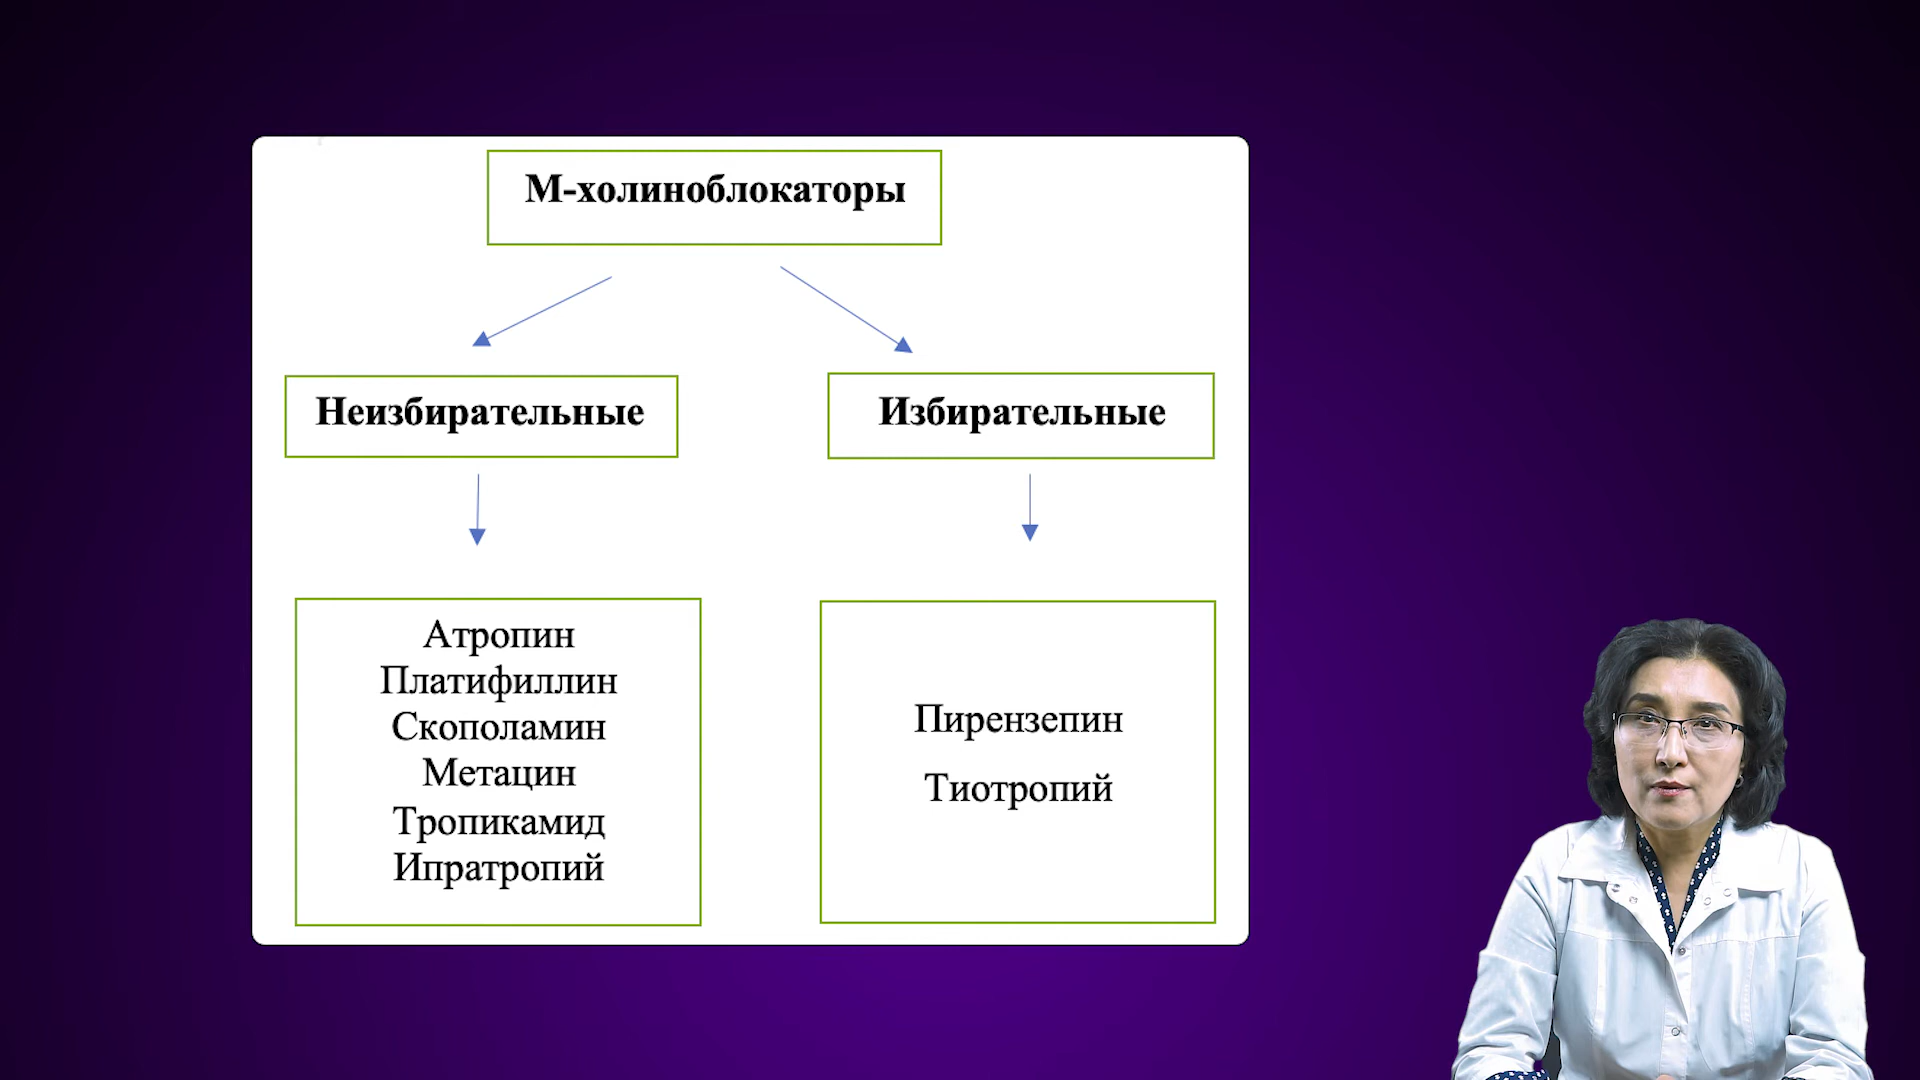 М-холиноблокаторы
Неизбирательные
Избирательные
Атропин
Платифиллин
Скополамин
Метацин
Тропикамид
Ипратропий
Пирензепин
Тиотропий